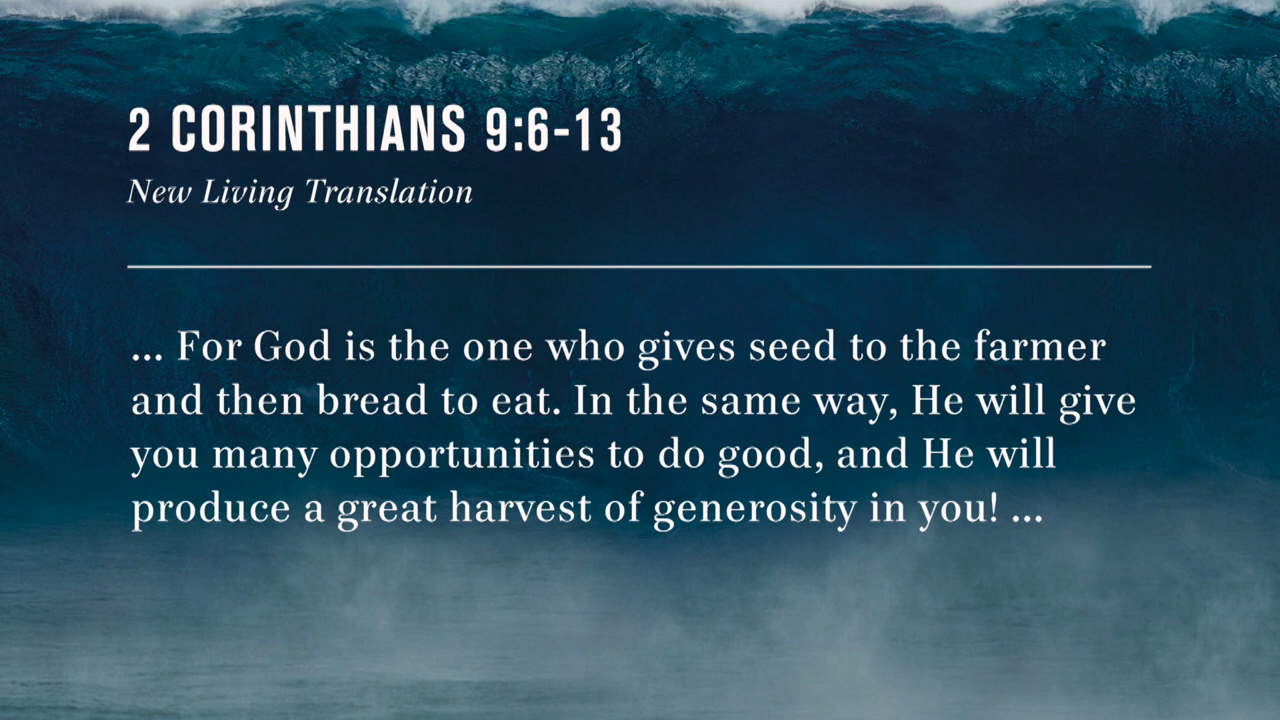 2 CORINTHIANS 9:6-13
New Living Translation
... For God is the one who gives seed to the farmer
and then bread to eat. In the same way, He will give
you many opportunities to do good, and He will
produce a great harvest of generosity in you! ...